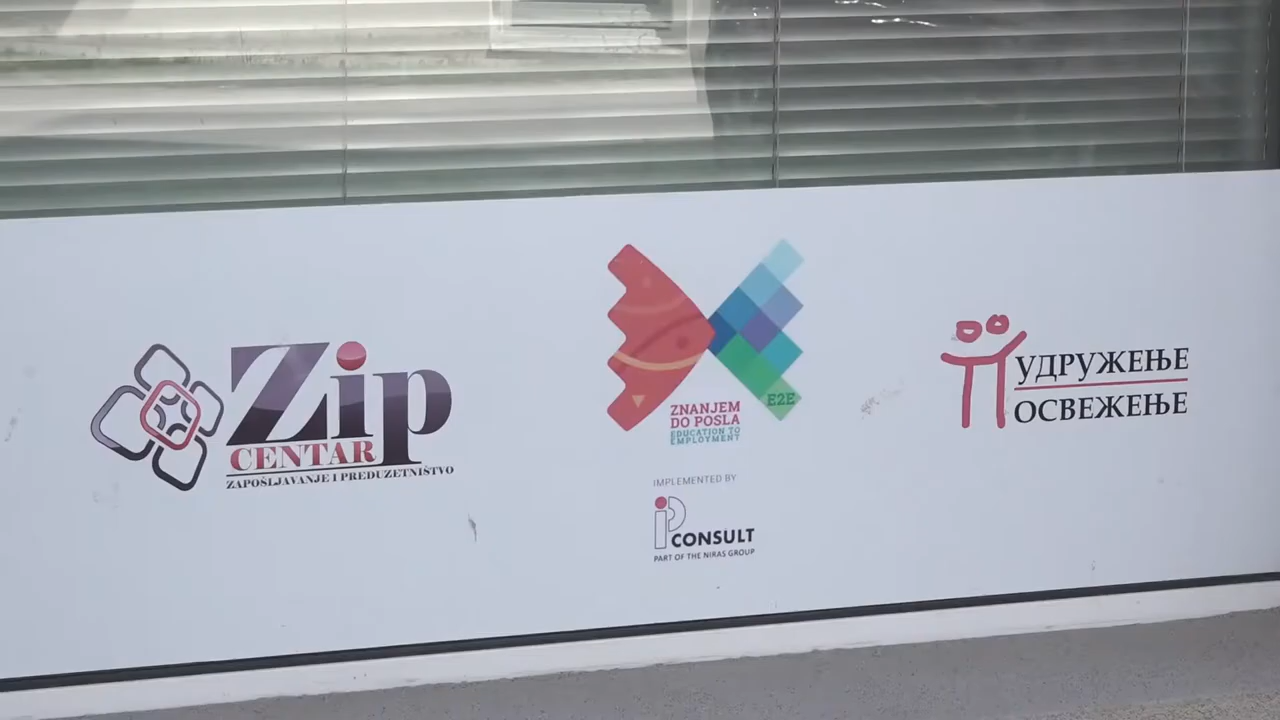 Zip
CENTAR
ZAPOŠLJAVANJE I PREDUZETNIŠTVO
E2E
ZNANJEM
DO POSLA
EDUCATION TO
EMPLOYMENT
IMPLEMENTED BY
iP CONSULT
PART OF THE NIRAS GROUP
УДРУЖЕЊЕ
ОСВЕЖЕЊЕ